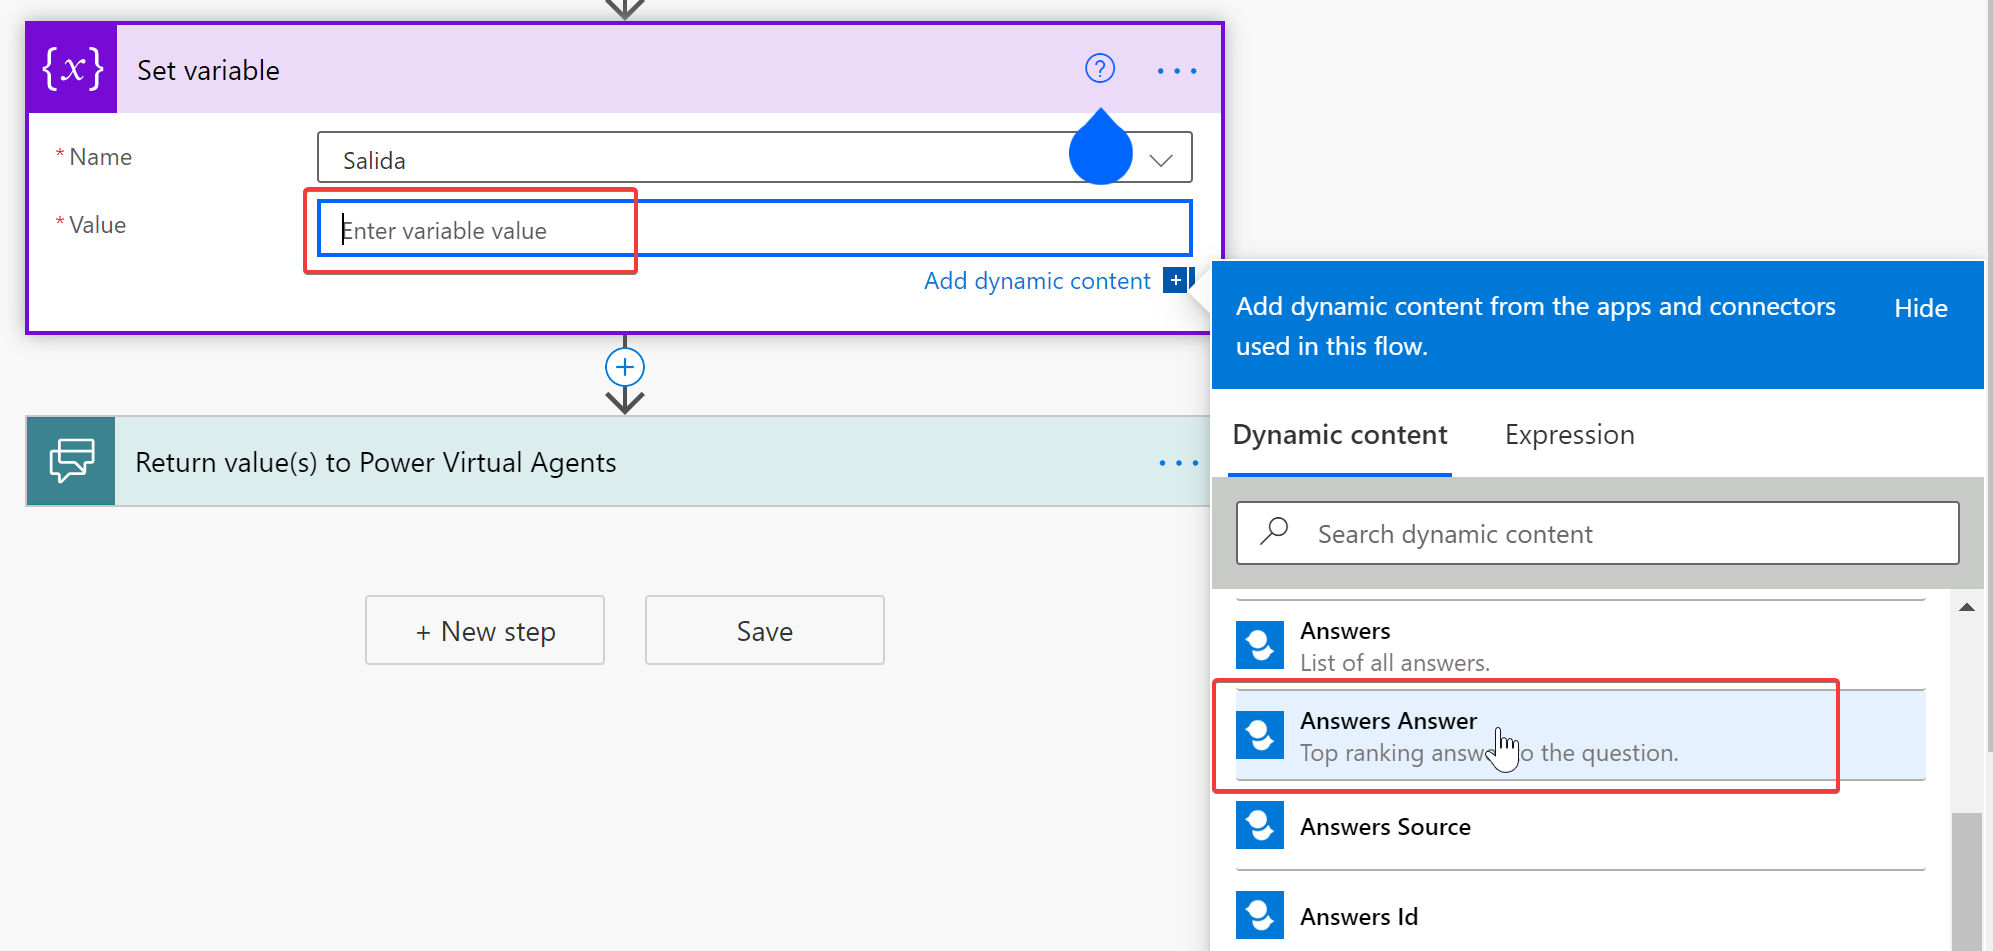 {x} Set variable ?
* Name
Salida
* Value
Enter variable value
Add dynamic content
Add dynamic content from the apps and connectors
used in this flow.
Hide
Return value(s) to Power Virtual Agents
+ New step
Save
Dynamic content
Expression
Search dynamic content
Answers
List of all answers.
Answers Answer
Top ranking o the question.
Answers Source
Answers Id